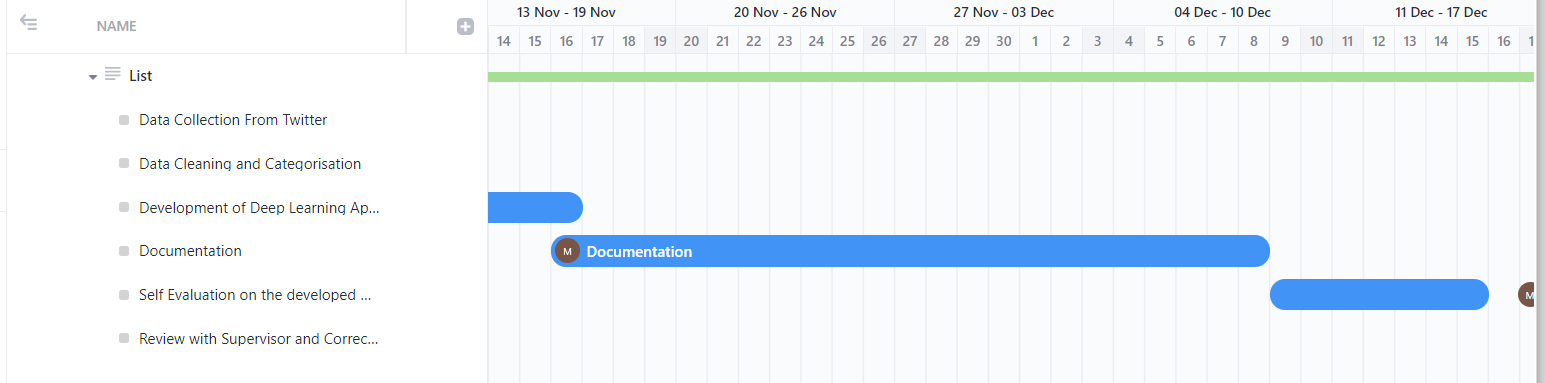 13 Nov - 19 Nov 20 Nov - 26 Nov 27 Nov - 03 Dec 04 Dec - 10 Dec 11 Dec - 17 Dec
NAME
14 15 16 17 18 19 20 21 22 23 24 25 26 27 28 29 30 1 2 3 4 5 6 7 8 9 10 11 12 13 14 15 16 1
List
Data Collection From Twitter
Data Cleaning and Categorisation
Development of Deep Learning Ap...
Documentation M Documentation
Self Evaluation on the developed ... M
Review with Supervisor and Correc...